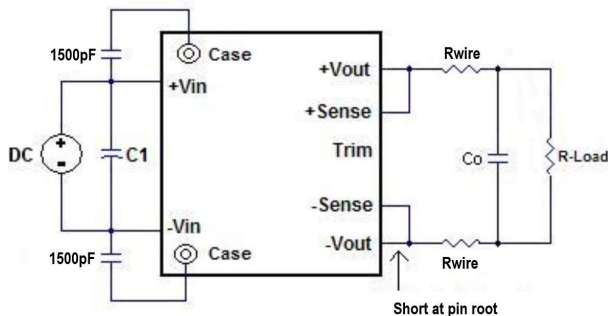 1500pF
Case
+Vin
+Vout
Rwire
+Sense
DC
+
-
C1
Trim
Co
R-Load
-Sense
-Vin
-Vout
Case
1500pF
Rwire
Short at pin root